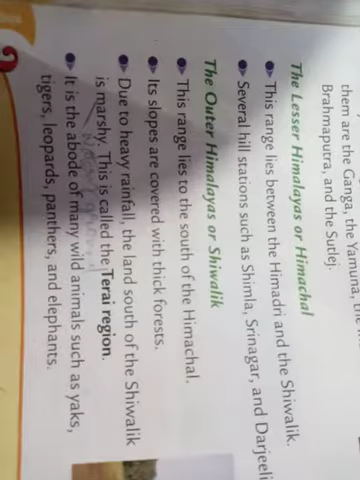 them are the Ganga, the Yamuna, the
Brahmaputra, and the Sutlej.
The Lesser Himalayas or Himachal
This range lies between the Himadri and the Shiwalik.
Several hill stations such as Shimla, Srinagar, and Darjeeli
The Outer Himalayas or Shiwalik
This range lies to the south of the Himachal.
Its slopes are covered with thick forests.
Due to heavy rainfall, the land south of the Shiwalik
is marshy. This is called the Terai region.
It is the abode of many wild animals such as yaks,
tigers, leopards, panthers, and elephants.